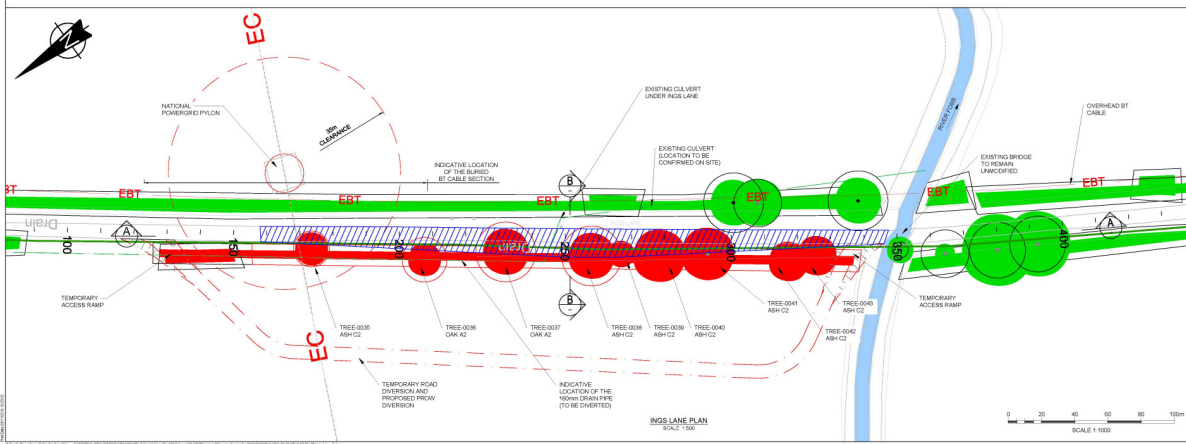 EC
NATIONAL
POWERGRID PYLON
35m
CLEARANCE
INDICATIVE LOCATION
OF THE BURIED
BT CABLE SECTION
EXISTING CULVERT
UNDER INGS LANE
EXISTING CULVERT
(LOCATION TO BE
CONFIRMED ON SITE)
RIVER FOSS
OVERHEAD BT
CABLE
EXISTING BRIDGE
TO REMAIN
UNMODIFIED
BT
EBT
EBT
EBT
EBT
EBT
EBT
B
Drain
A
A
100
150
200
Drain
250
300
350
400
B
TEMPORARY
ACCESS RAMP
TREE-0035
ASH C2
TREE-0036
OAK A2
TREE-0037
OAK A2
TREE-0038
ASH C2
TREE-0039
ASH C2
TREE-0040
ASH C2
TREE-0041
ASH C2
TREE-0042
ASH C2
TREE-0043
ASH C2
TEMPORARY
ACCESS RAMP
EC
TEMPORARY ROAD
DIVERSION AND
PROPOSED PROW
DIVERSION
INDICATIVE
LOCATION OF THE
160mm DRAIN PIPE
(TO BE DIVERTED)
INGS LANE PLAN
SCALE 1:500
0 20 40 60 80 100m
SCALE 1:1000